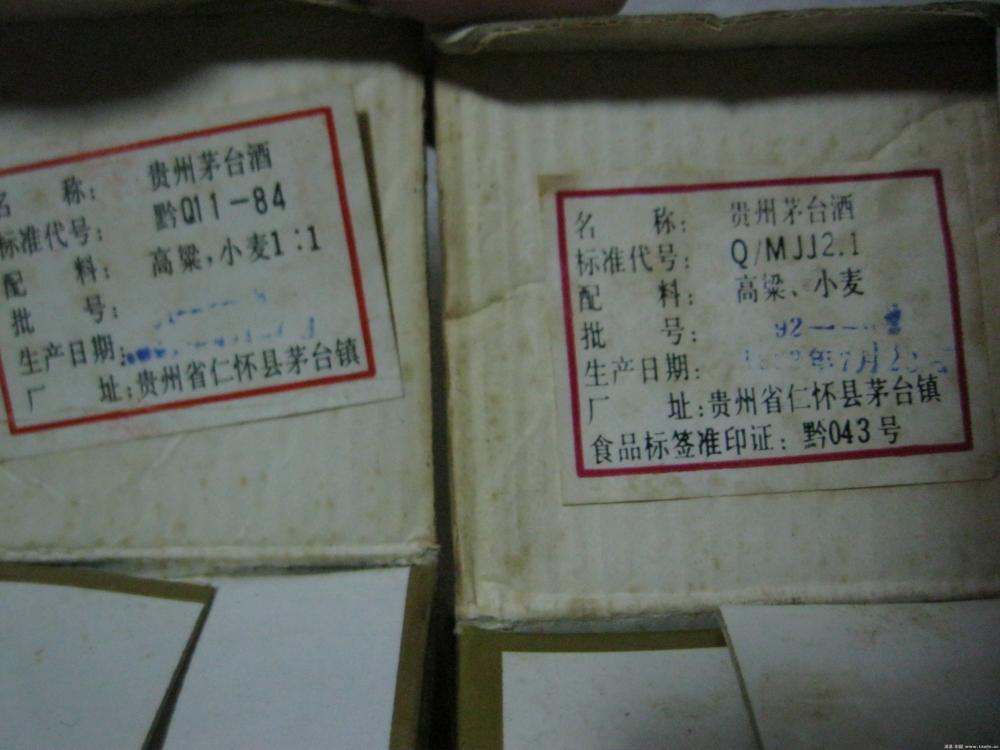 名 称: 贵州茅台酒
标准代号: 黔Q11-84
配 料: 高粱,小麦1:1
批 号:
生产日期:
厂 址:贵州省仁怀县茅台镇
名 称: 贵州茅台酒
标准代号: Q/MJJ2.1
配 料: 高粱、小麦
批 号: 92
生产日期: 年7月
厂 址:贵州省仁怀县茅台镇
食品标签准印证: 黔043号